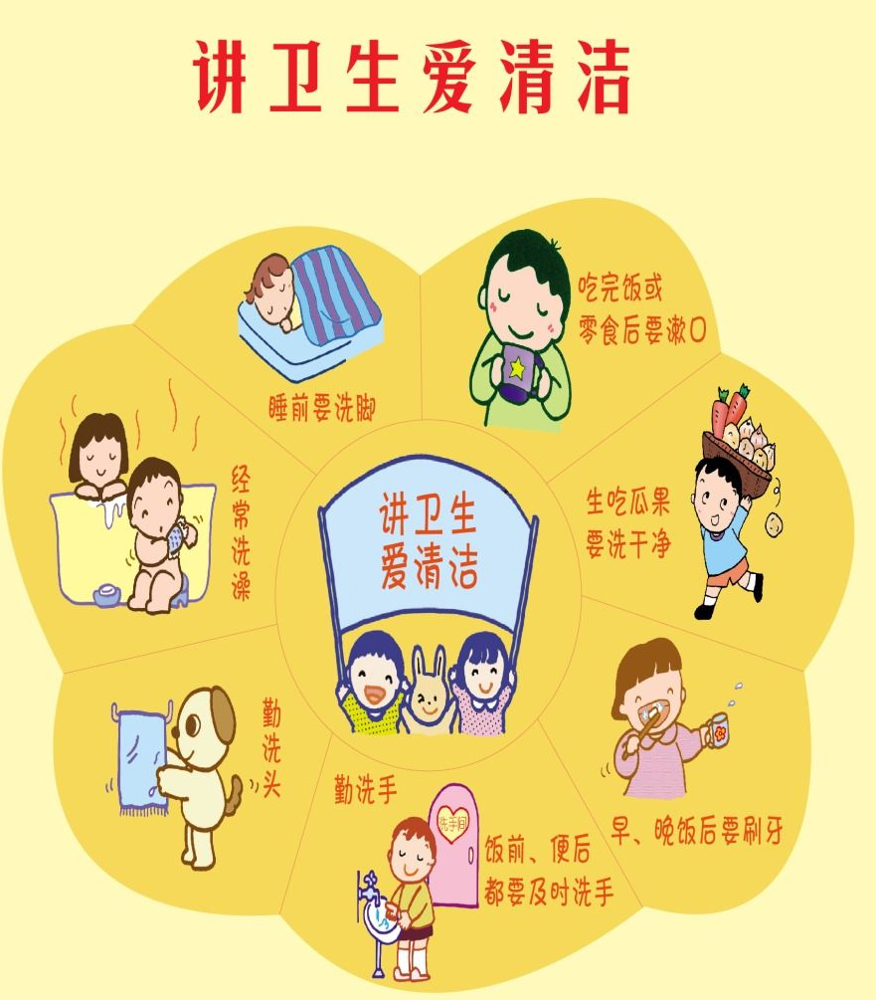 讲卫生爱清洁
吃完饭或
零食后要漱口
睡前要洗脚
生吃瓜果
要洗干净
经常洗澡
讲卫生
爱清洁
勤洗头
勤洗手
洗手间
饭前、便后
都要及时洗手
早、晚饭后要刷牙